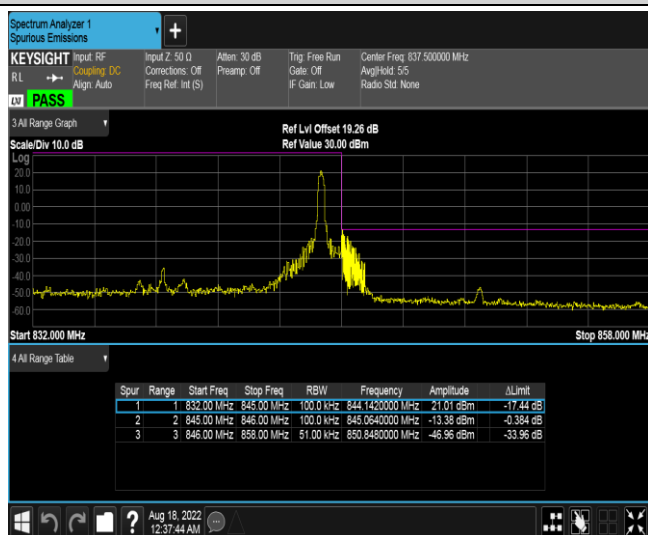 Spectrum Analyzer 1
Spurious Emissions
KEYSIGHT Input: RF Input Z: 50 Ω Atten: 30 dB Trig: Free Run Center Freq: 837.500000 MHz
R L Coupling: DC Corrections: Off Preamp: Off Gate: Off Avg|Hold: 5/5
Align: Auto Freq Ref: Int (S) IF Gain: Low Radio Std: None
LXI PASS
3 All Range Graph
Ref Lvl Offset 19.26 dB
Scale/Div 10.0 dB Ref Value 30.00 dBm
Log
20.0
10.0
0.00
-10.0
-20.0
-30.0
-40.0
-50.0
-60.0
Start 832.000 MHz Stop 858.000 MHz
4 All Range Table
Spur Range Start Freq Stop Freq RBW Frequency Amplitude ΔLimit
1 1 832.00 MHz 845.00 MHz 100.0 kHz 844.1420000 MHz 21.01 dBm -17.44 dB
2 2 845.00 MHz 846.00 MHz 100.0 kHz 845.0640000 MHz -13.38 dBm -0.384 dB
3 3 846.00 MHz 858.00 MHz 51.00 kHz 850.8480000 MHz -46.96 dBm -33.96 dB
? Aug 18, 2022
12:37:44 AM